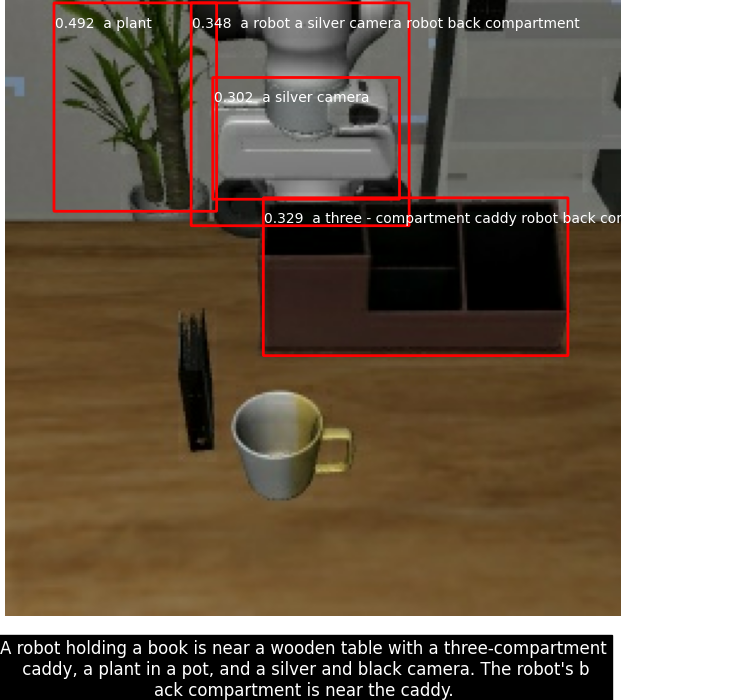 0.492 a plant
0.348 a robot a silver camera robot back compartment
0.302 a silver camera
0.329 a three - compartment caddy robot back cor
A robot holding a book is near a wooden table with a three-compartment
caddy, a plant in a pot, and a silver and black camera. The robot's b
ack compartment is near the caddy.